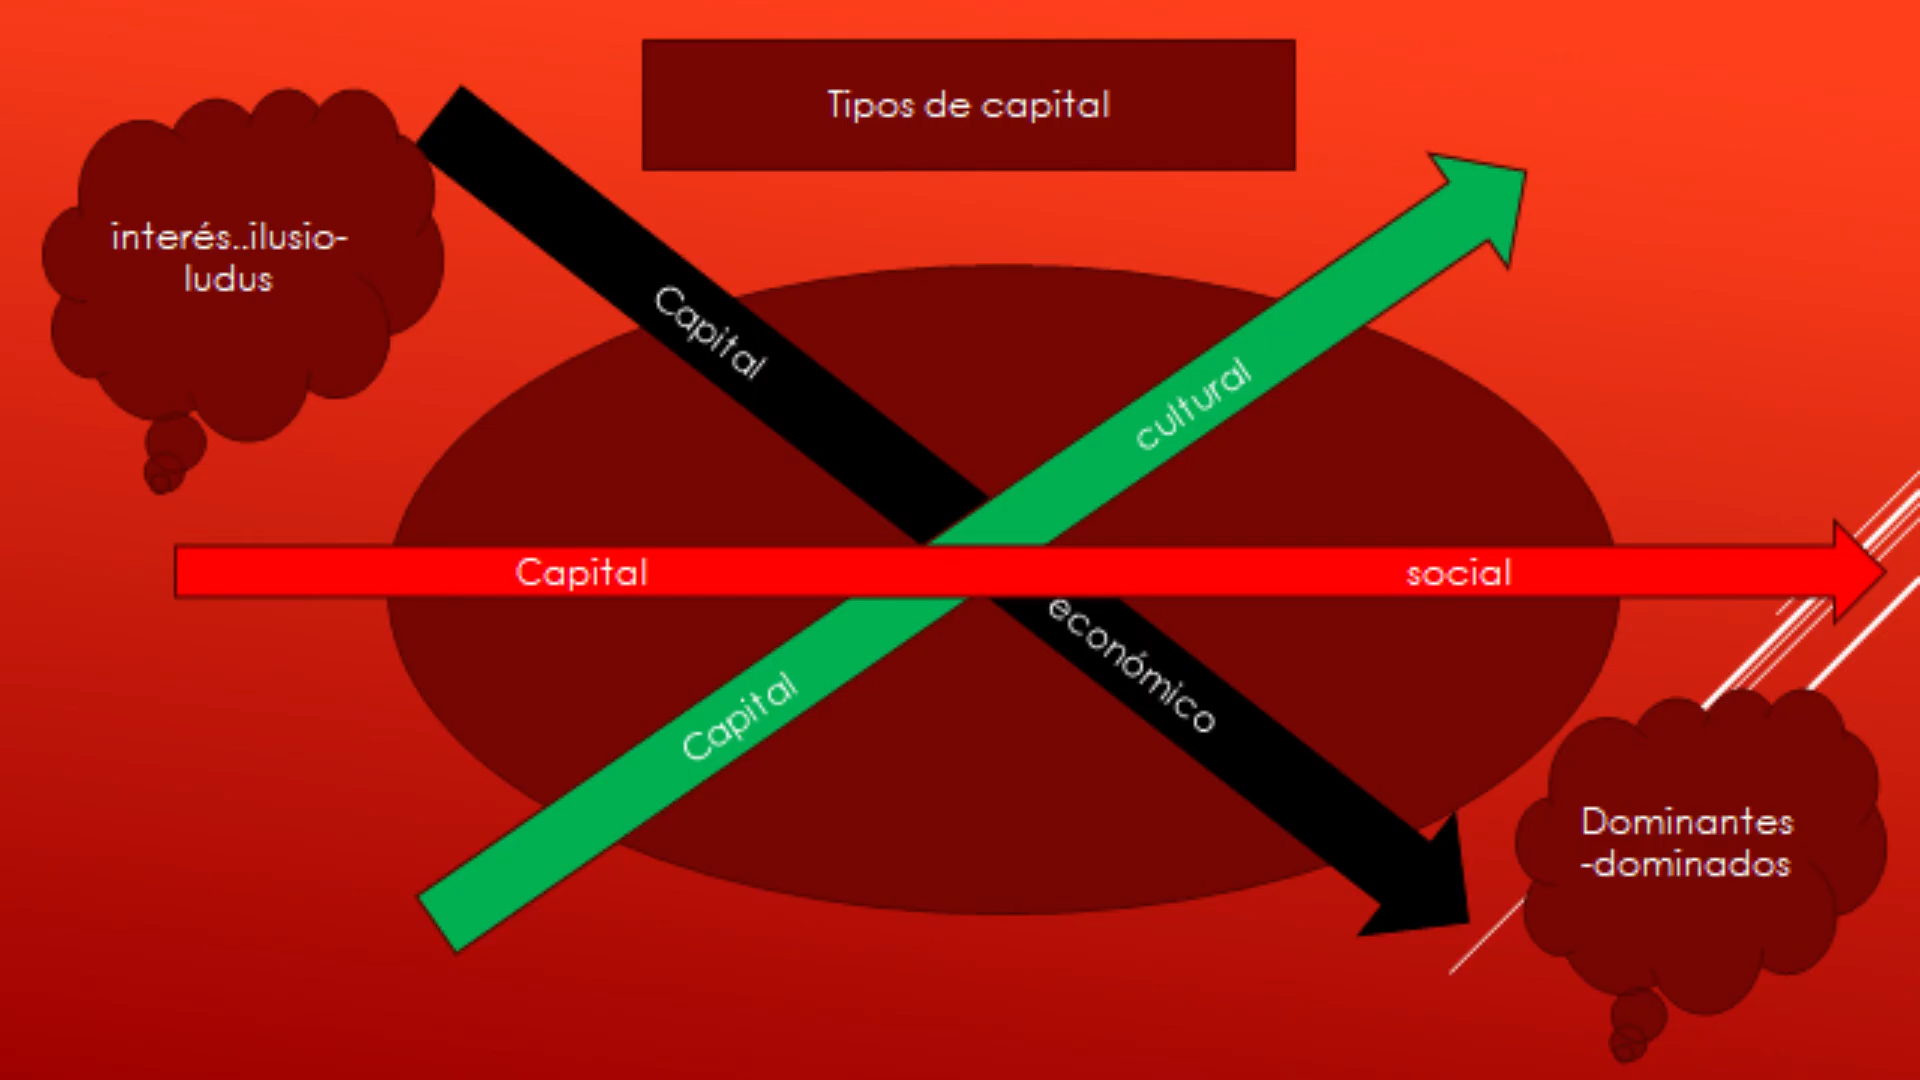 Tipos de capital
interés..ilusio-
ludus
Capital
cultural
Capital
social
económico
Capital
Dominantes
-dominados